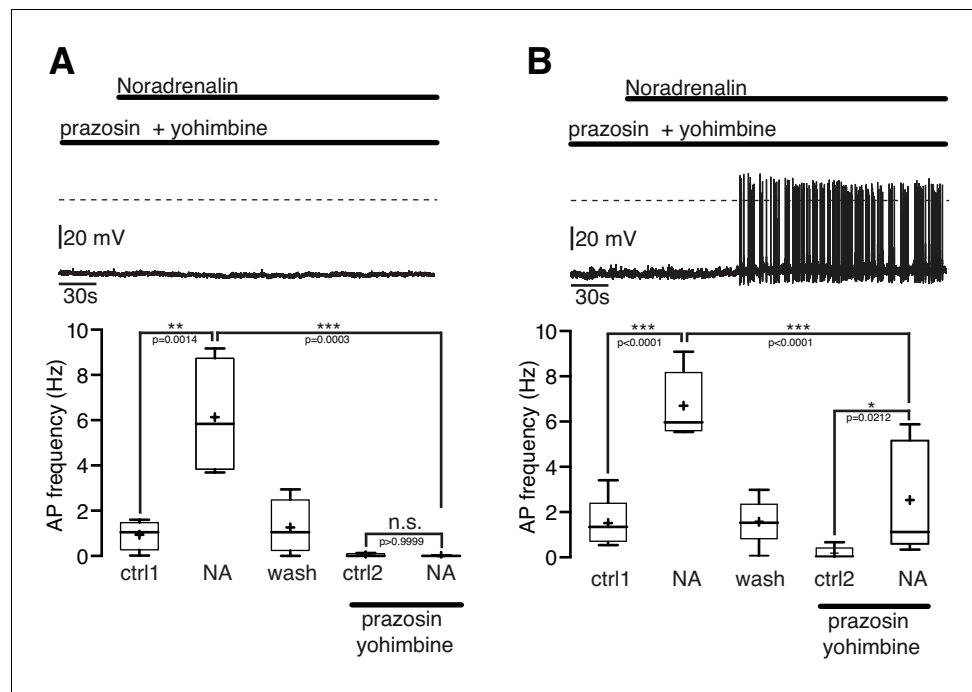 A
Noradrenalin
prazosin + yohimbine
20 mV
30s
AP frequency (Hz)
10
8
6
4
2
0
**
p=0.0014
***
p=0.0003
n.s.
p>0.9999
ctrl1 NA wash ctrl2 NA
prazosin
yohimbine
B
Noradrenalin
prazosin + yohimbine
20 mV
30s
AP frequency (Hz)
10
8
6
4
2
0
***
p<0.0001
***
p<0.0001
*
p=0.0212
ctrl1 NA wash ctrl2 NA
prazosin
yohimbine